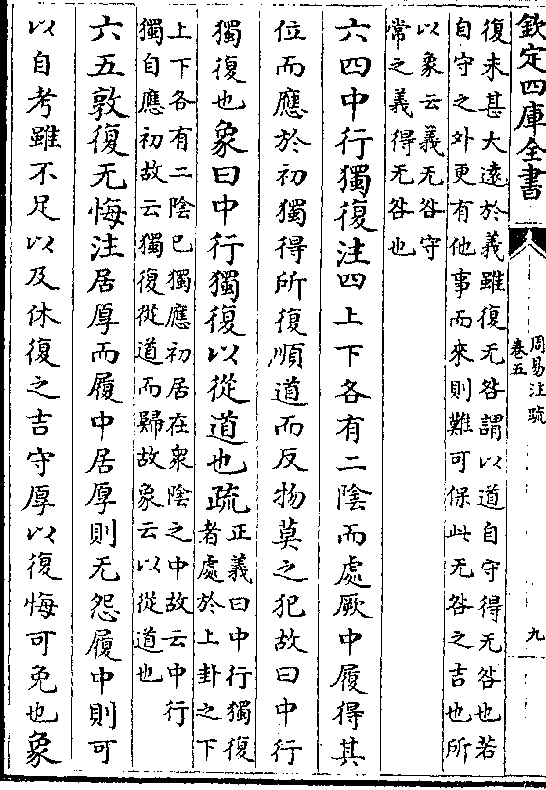 欽定四庫全書
周易注疏
卷五
九
復未甚大遠於義雖復无咎謂以道自守得无咎也若
自守之外更有他事而來則難可保此无咎之吉也所
以象云義无咎守
常之義得无咎也
六四中行獨復注四上下各有二陰而處厥中履得其
位而應於初獨得所復順道而反物莫之犯故曰中行
獨復也象曰中行獨復以從道也疏
正義曰中行獨復
者處於上卦之下
上下各有二陰已獨應初居在衆陰之中故云中行
獨自應初故云獨復從道而歸故象云以從道也
六五敦復无悔注居厚而履中居厚則无怨履中則可
以自考雖不足以及休復之吉守厚以復悔可免也象